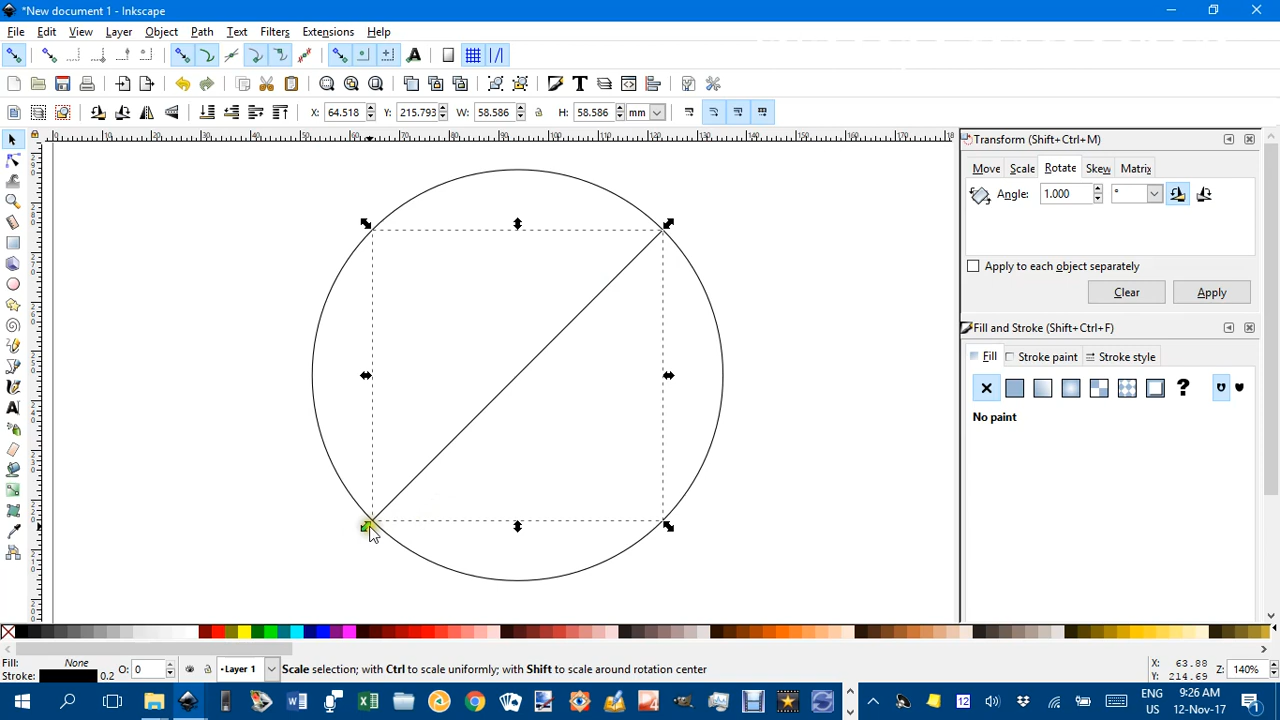 *New document 1 - Inkscape
File Edit View Layer Object Path Text Filters Extensions Help
X: 64.518 Y: 215.793 W: 58.586 H: 58.586 mm
Transform (Shift+Ctrl+M)
Move Scale Rotate Skew Matrix
Angle: 1.000 °
Apply to each object separately
Clear Apply
Fill and Stroke (Shift+Ctrl+F)
Fill Stroke paint Stroke style
No paint
Fill: None
Stroke: 0.2
O: 0
Layer 1
Scale selection; with Ctrl to scale uniformly; with Shift to scale around rotation center
X: 63.88
Y: 214.69
Z: 140%
12
ENG
US
9:26 AM
12-Nov-17
1